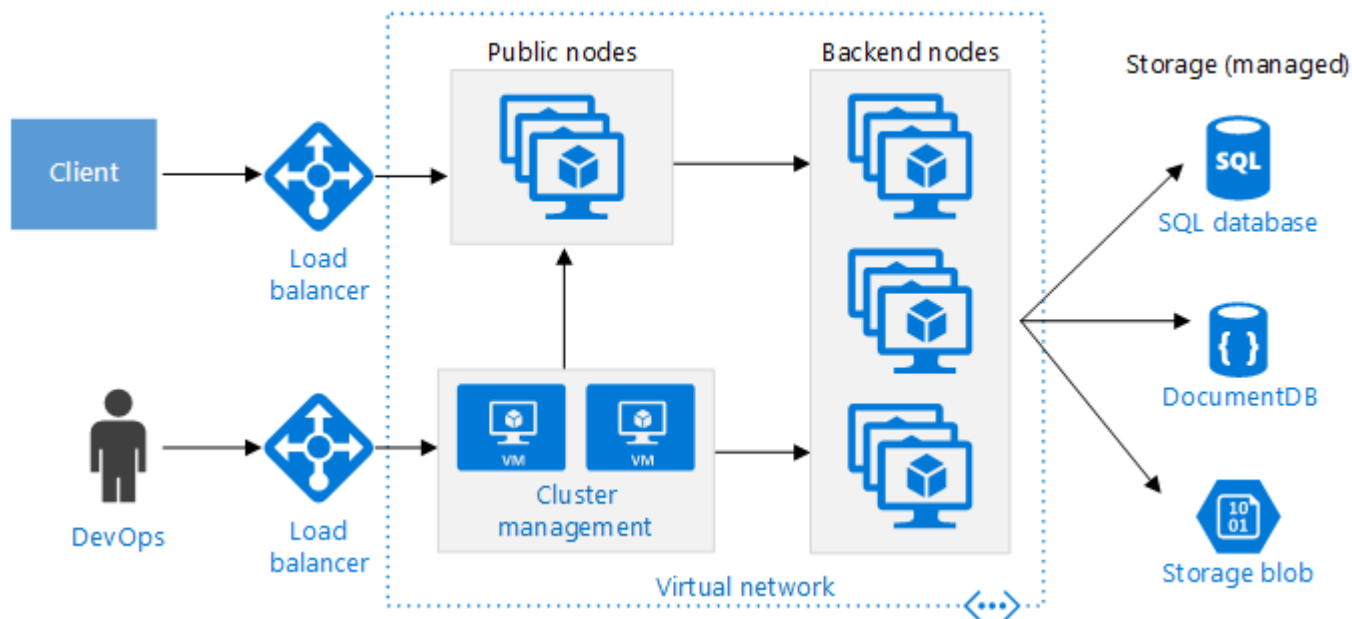 Public nodes
Backend nodes
Storage (managed)
Client
SQL
SQL database
Load
balancer
{ }
DocumentDB
VM
VM
Cluster
management
DevOps
Load
balancer
10
01
Storage blob
Virtual network